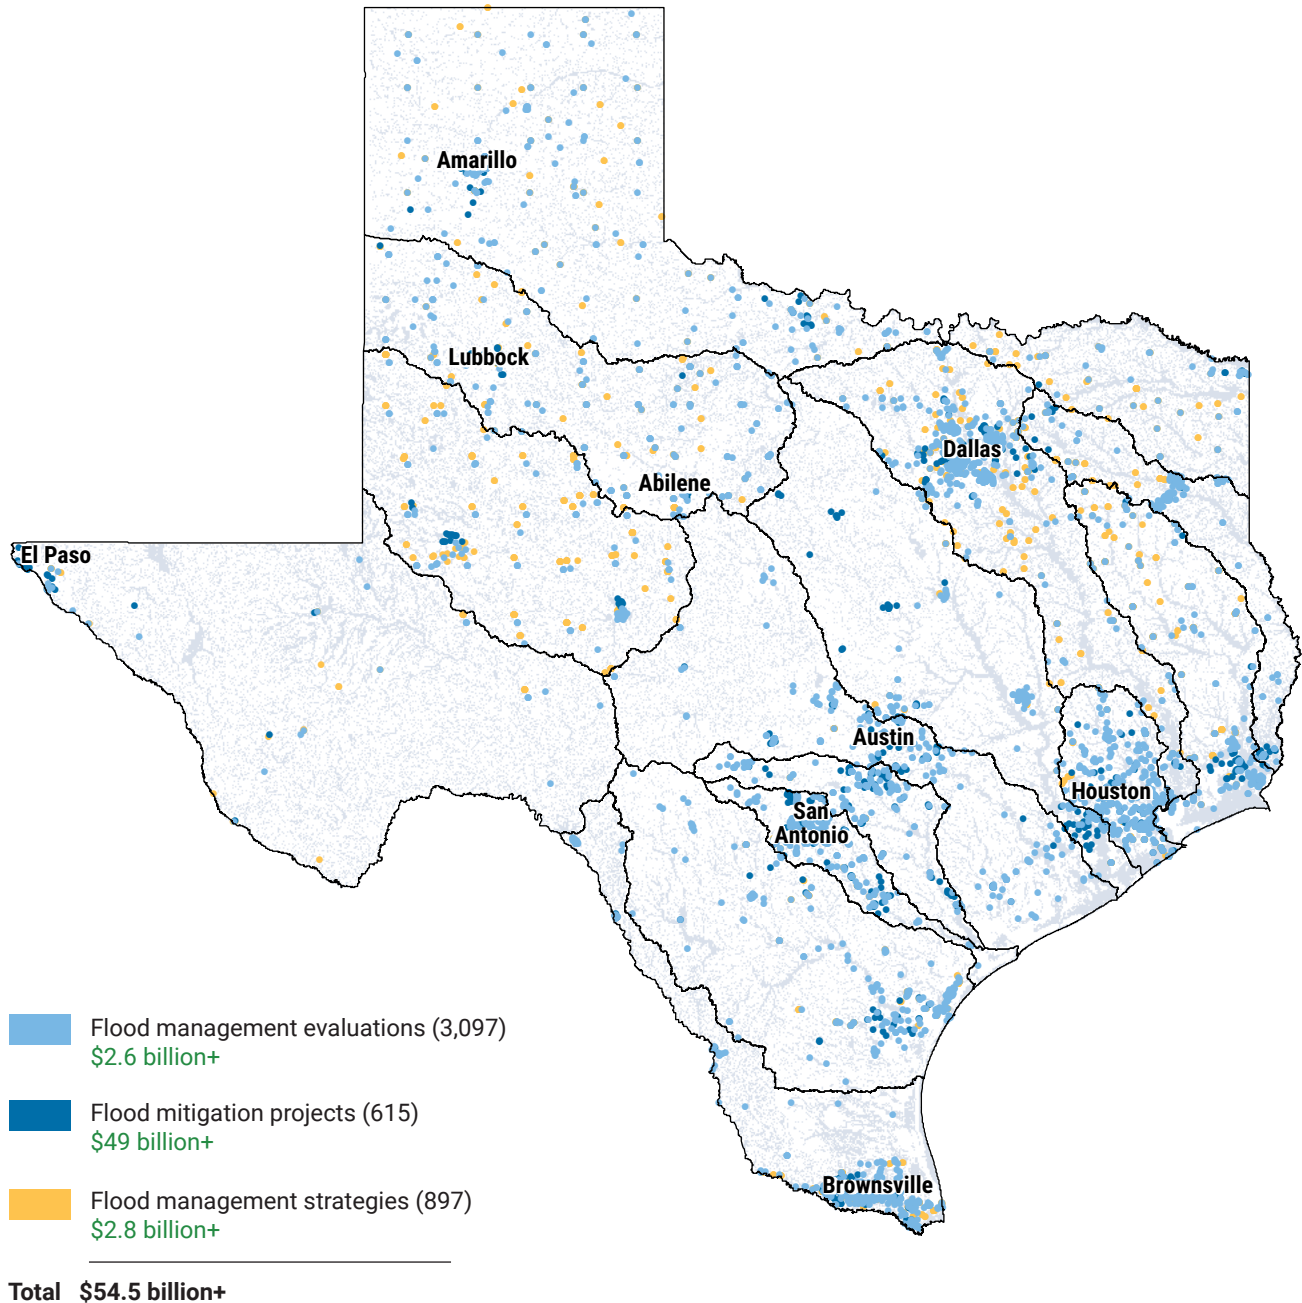 Amarillo
Lubbock
Abilene
Dallas
El Paso
Austin
Houston
San
Antonio
Brownsville
Flood management evaluations (3,097)
$2.6 billion+
Flood mitigation projects (615)
$49 billion+
Flood management strategies (897)
$2.8 billion+
Total $54.5 billion+